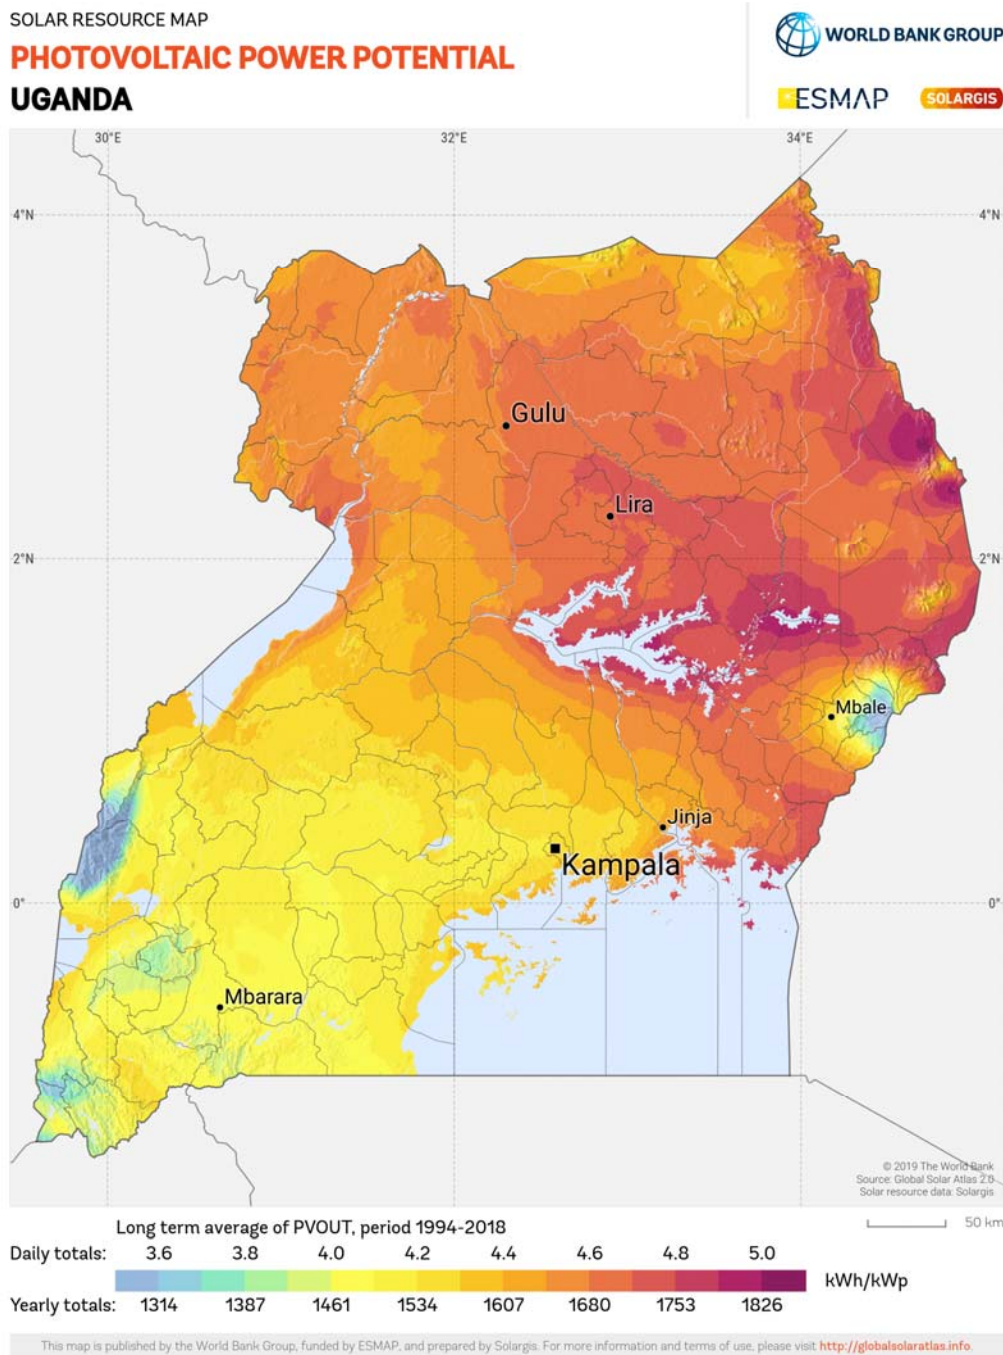 SOLAR RESOURCE MAP
PHOTOVOLTAIC POWER POTENTIAL
UGANDA
WORLD BANK GROUP
ESMAP
SOLARGIS
30°E 32°E 34°E
4°N 4°N
Gulu
Lira
2°N 2°N
Mbale
Jinja
Kampala
0° 0°
Mbarara
© 2019 The World Bank
Source: Global Solar Atlas 2.0
Solar resource data: Solargis
Long term average of PVOUT, period 1994-2018
50 km
Daily totals: 3.6 3.8 4.0 4.2 4.4 4.6 4.8 5.0
kWh/kWp
Yearly totals: 1314 1387 1461 1534 1607 1680 1753 1826
This map is published by the World Bank Group, funded by ESMAP, and prepared by Solargis. For more information and terms of use, please visit http://globalsolaratlas.info.